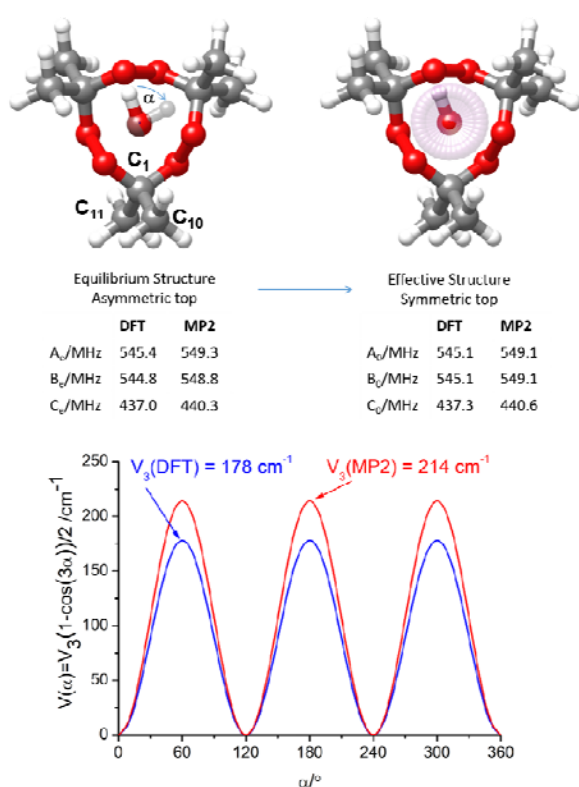 α
C₁
C₁₁ C₁₀
Equilibrium Structure
Asymmetric top
DFT MP2
Aₑ/MHz 545.4 549.3
Bₑ/MHz 544.8 548.8
Cₑ/MHz 437.0 440.3
Effective Structure
Symmetric top
DFT MP2
A₀/MHz 545.1 549.1
B₀/MHz 545.1 549.1
C₀/MHz 437.3 440.6
V₃(DFT) = 178 cm⁻¹ V₃(MP2) = 214 cm⁻¹
V(α)=V₃(1-cos(3α))/2 /cm⁻¹
250
200
150
100
50
0
0 60 120 180 240 300 360
α/°